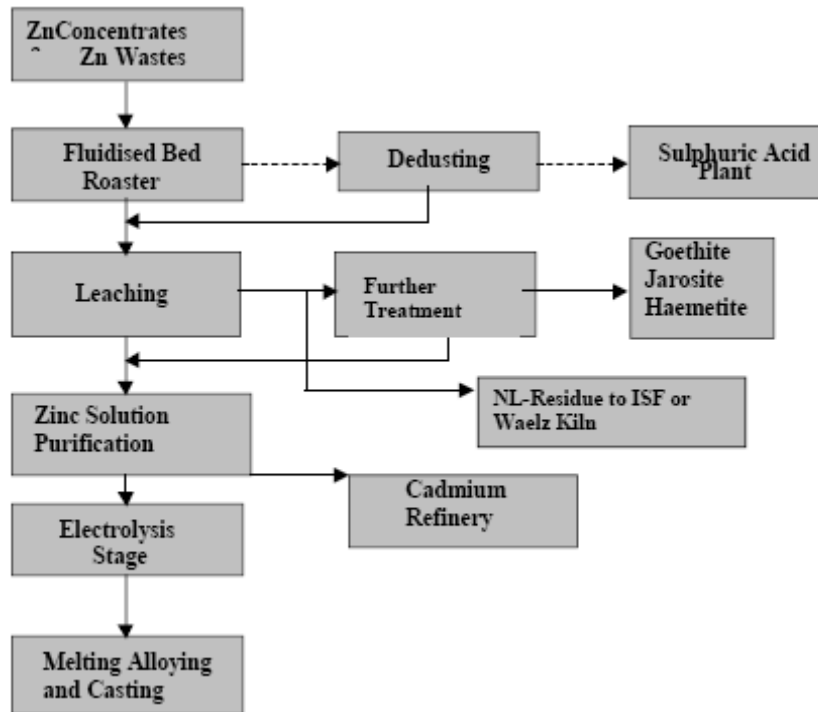 ZnConcentrates
^ Zn Wastes
Fluidised Bed
Roaster
Dedusting
Sulphuric Acid
Plant
Leaching
Further
Treatment
Goethite
Jarosite
Haemetite
NL-Residue to ISF or
Waelz Kiln
Zinc Solution
Purification
Cadmium
Refinery
Electrolysis
Stage
Melting Alloying
and Casting